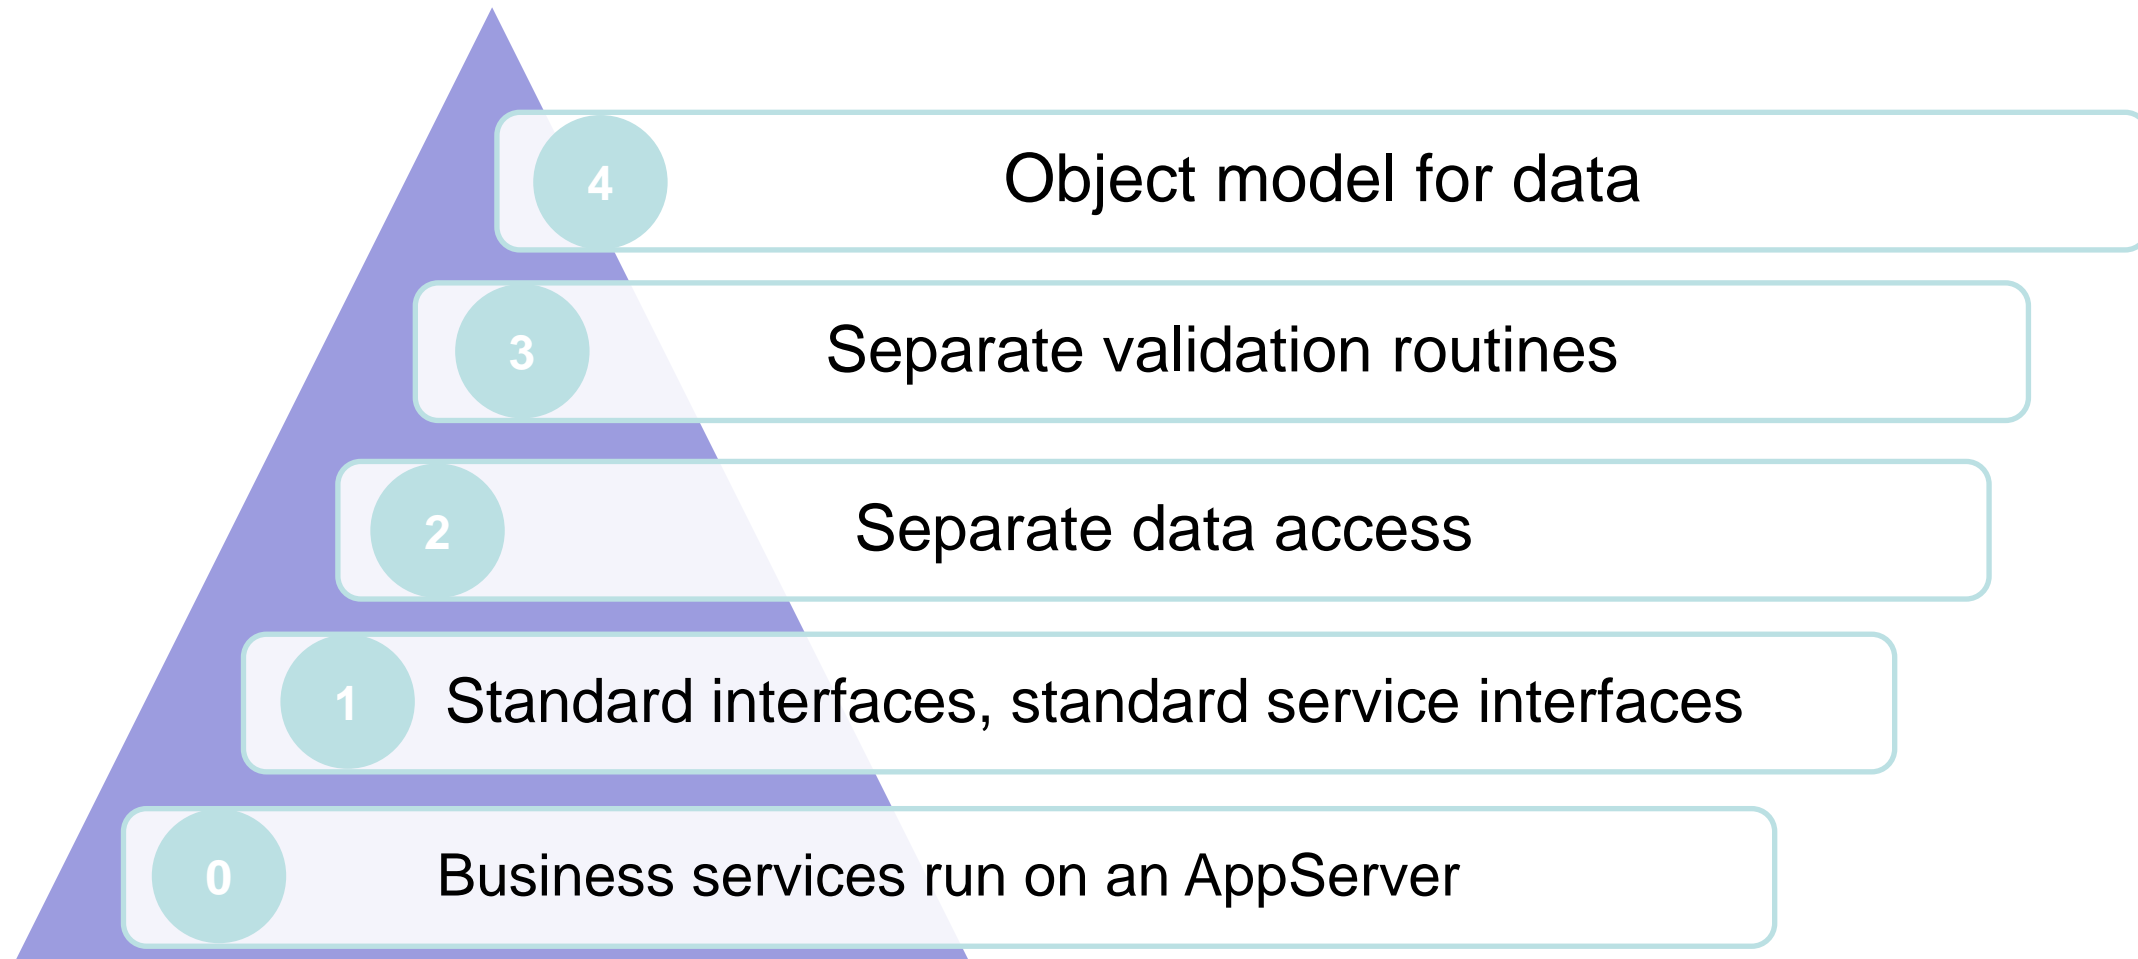 4
Object model for data
3
Separate validation routines
2
Separate data access
1
Standard interfaces, standard service interfaces
0
Business services run on an AppServer